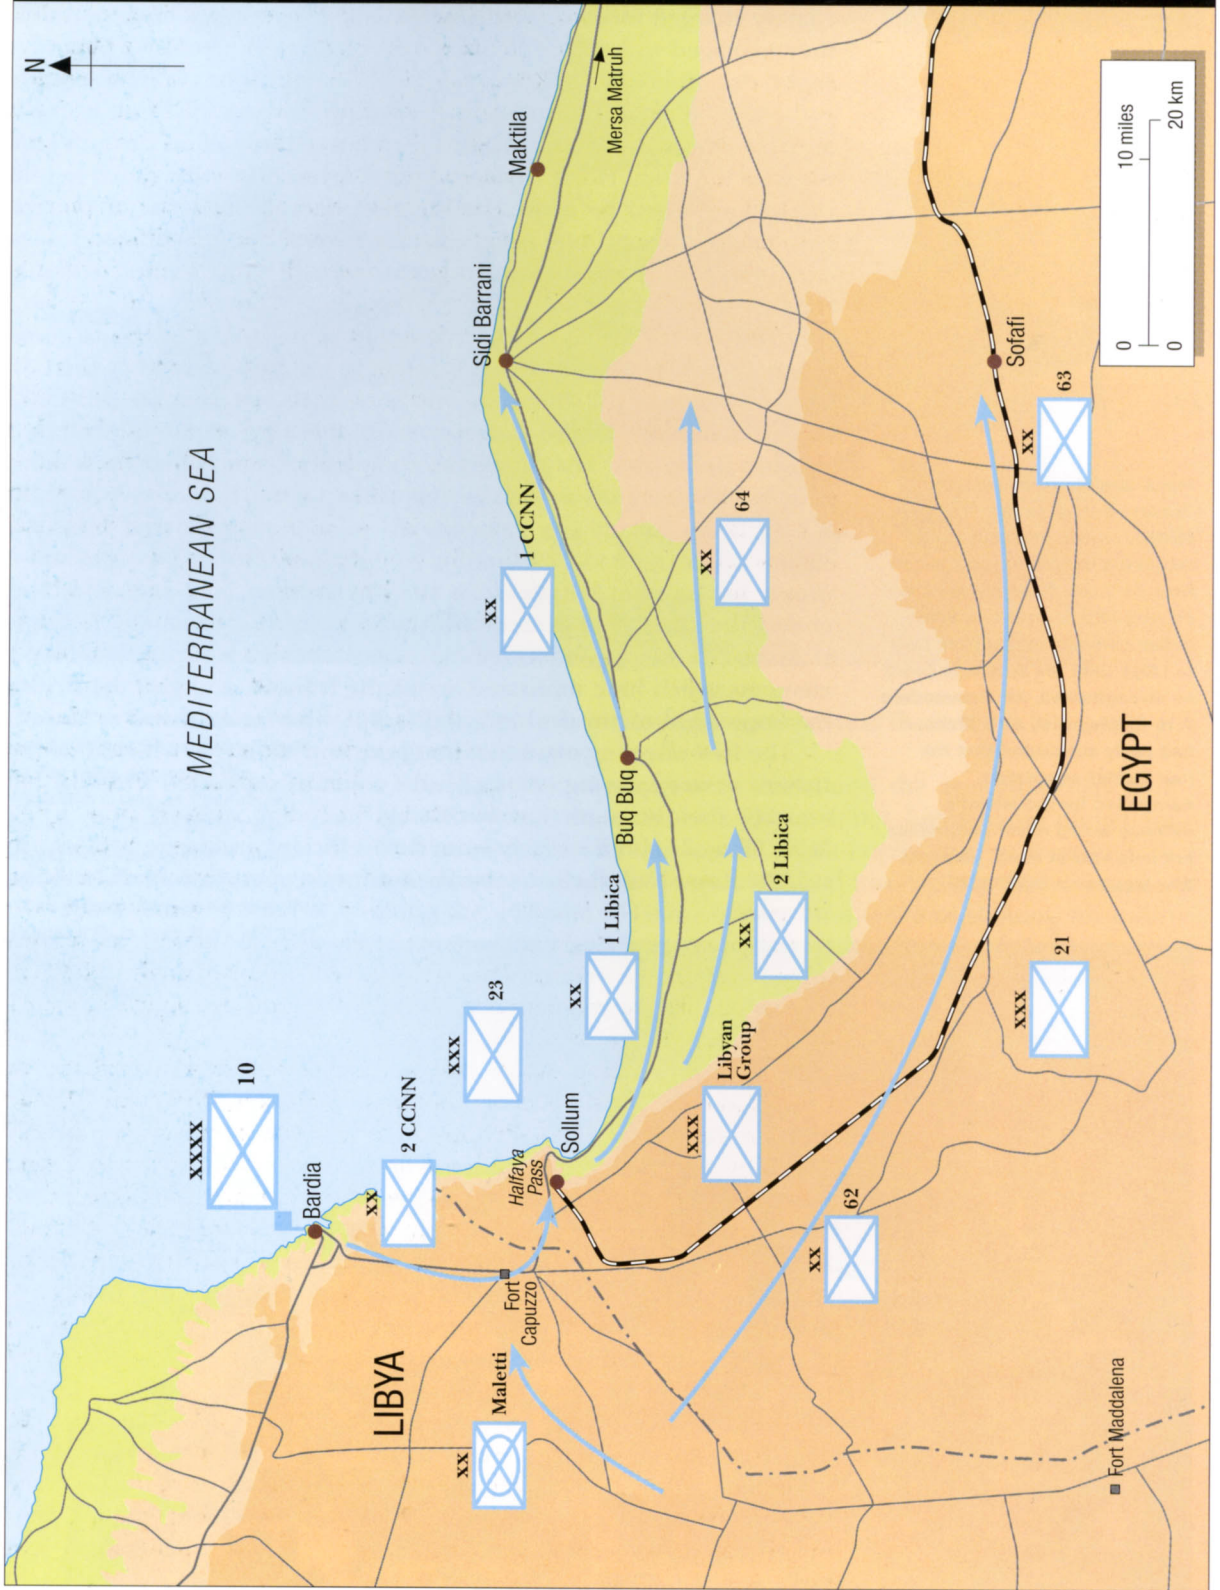 N
MEDITERRANEAN SEA
XXXX
10
Bardia
XX
2 CCNN
XXX
23
Halfaya
Pass
Sollum
XX
1 Libica
Buq Buq
XX
1 CCNN
Sidi Barrani
Maktila
Mersa Matruh
LIBYA
XX
Maletti
Fort
Capuzzo
XXX
Libyan
Group
XX
2 Libica
XX
64
XX
62
XXX
21
XX
63
Sofafi
EGYPT
Fort Maddalena
0
10 miles
0
20 km